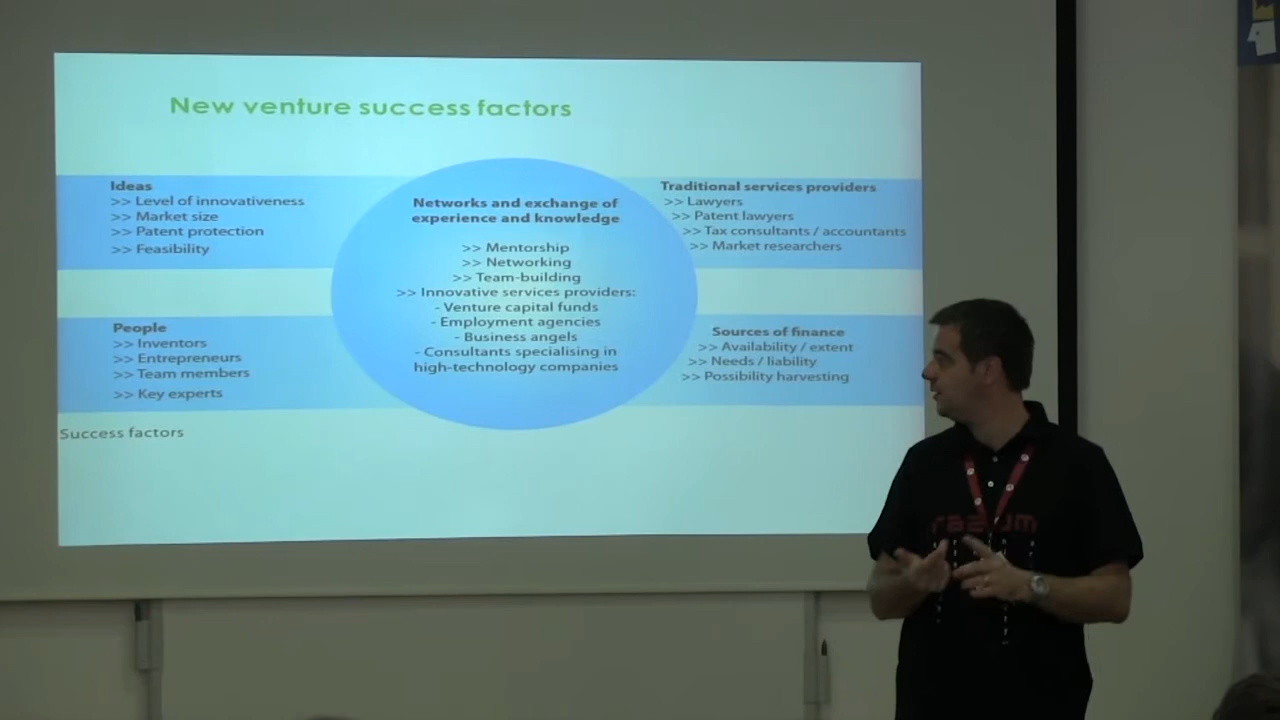 New venture success factors
Ideas
>> Level of innovativeness
>> Market size
>> Patent protection
>> Feasibility
People
>> Inventors
>> Entrepreneurs
>> Team members
>> Key experts
Networks and exchange of
experience and knowledge
>> Mentorship
>> Networking
>> Team-building
>> Innovative services providers:
- Venture capital funds
- Employment agencies
- Business angels
- Consultants specialising in
high-technology companies
Traditional services providers
>> Lawyers
>> Patent lawyers
>> Tax consultants / accountants
>> Market researchers
Sources of finance
>> Availability / extent
>> Needs / liability
>> Possibility harvesting
Success factors